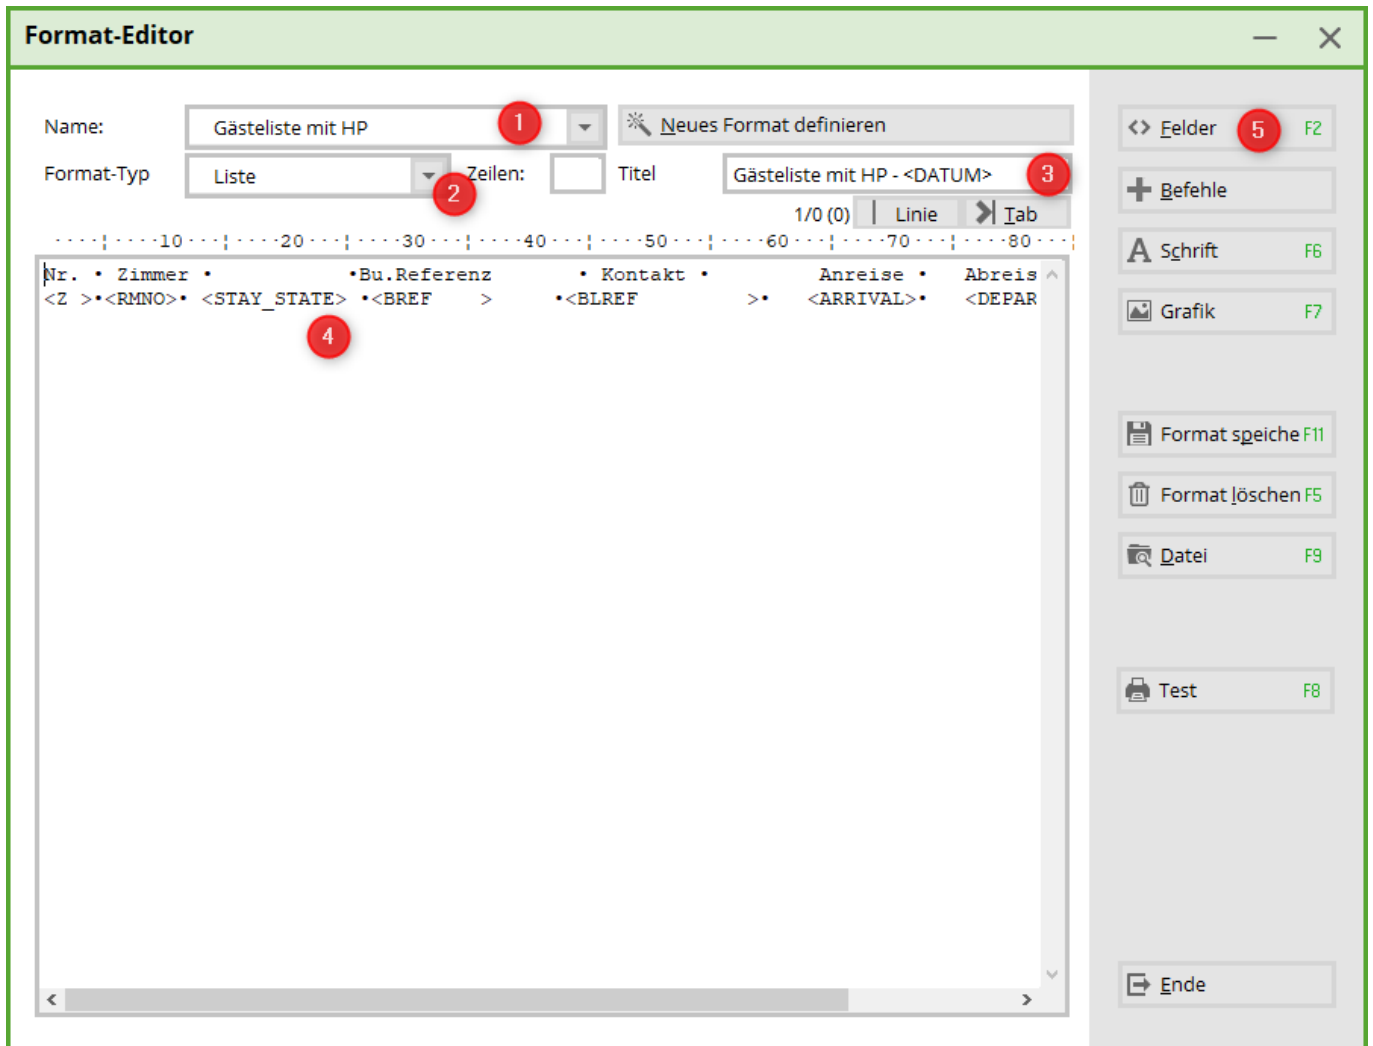 Format-Editor
Name: Gästeliste mit HP 1 Neues Format definieren
Format-Typ Liste 2 Zeilen: Titel Gästeliste mit HP - <DATUM> 3
1/0 (0) Linie Tab
····¦····10···¦····20···¦····30···¦····40···¦····50···¦····60···¦····70···¦····80···¦
Nr. • Zimmer • •Bu.Referenz • Kontakt • Anreise • Abreis
<Z >•<RMNO>• <STAY_STATE> •<BREF > •<BLREF >• <ARRIVAL>• <DEPAR
4
<> Felder 5 F2
Befehle
Schrift F6
Grafik F7
Format speiche F11
Format löschen F5
Datei F9
Test F8
Ende